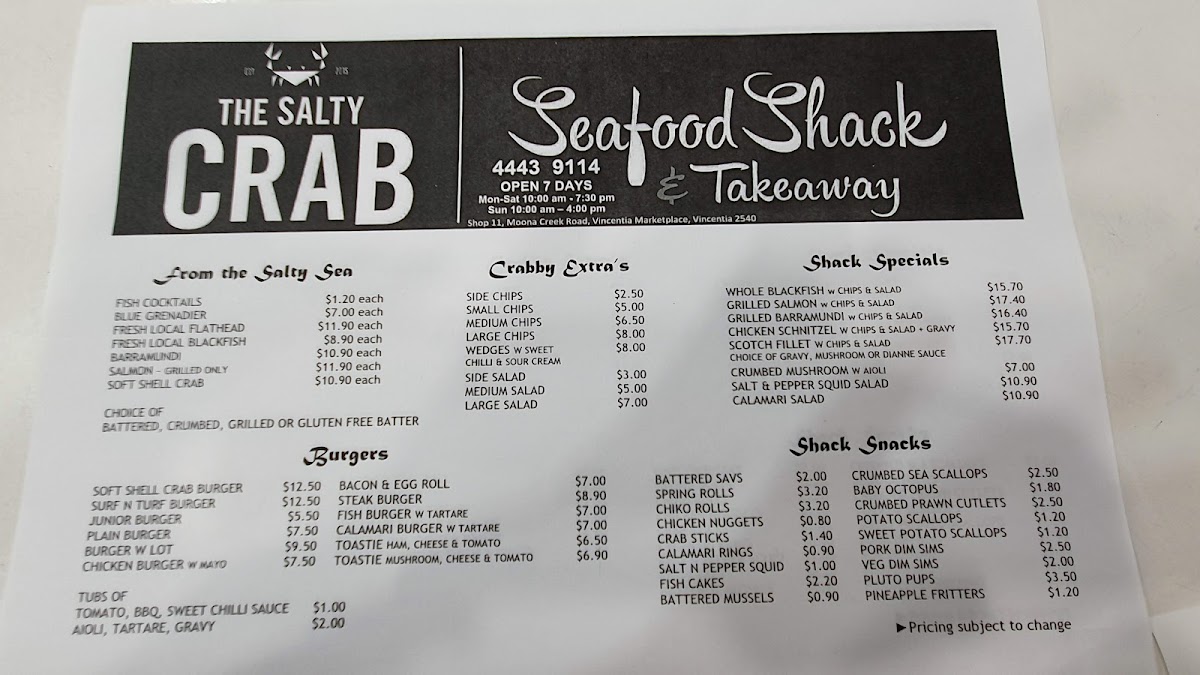 THE SALTY
CRAB
Seafood Shack
& Takeaway
4443 9114
OPEN 7 DAYS
Mon-Sat 10:00 am - 7:30 pm
Sun 10:00 am – 4:00 pm
Shop 11, Moona Creek Road, Vincentia Marketplace, Vincentia 2540
From the Salty Sea
FISH COCKTAILS $1.20 each
BLUE GRENADIER $7.00 each
FRESH LOCAL FLATHEAD $11.90 each
FRESH LOCAL BLACKFISH $8.90 each
BARRAMUNDI $10.90 each
SALMON - GRILLED ONLY $11.90 each
SOFT SHELL CRAB $10.90 each
CHOICE OF
BATTERED, CRUMBED, GRILLED OR GLUTEN FREE BATTER
Crabby Extra's
SIDE CHIPS $2.50
SMALL CHIPS $5.00
MEDIUM CHIPS $6.50
LARGE CHIPS $8.00
WEDGES W SWEET $8.00
CHILLI & SOUR CREAM
SIDE SALAD $3.00
MEDIUM SALAD $5.00
LARGE SALAD $7.00
Shack Specials
WHOLE BLACKFISH W CHIPS & SALAD $15.70
GRILLED SALMON W CHIPS & SALAD $17.40
GRILLED BARRAMUNDI W CHIPS & SALAD $16.40
CHICKEN SCHNITZEL W CHIPS & SALAD + GRAVY $15.70
SCOTCH FILLET W CHIPS & SALAD $17.70
CHOICE OF GRAVY, MUSHROOM OR DIANNE SAUCE
CRUMBED MUSHROOM W AIOLI $7.00
SALT & PEPPER SQUID SALAD $10.90
CALAMARI SALAD $10.90
Burgers
SOFT SHELL CRAB BURGER $12.50
SURF N TURF BURGER $12.50
JUNIOR BURGER $5.50
PLAIN BURGER $7.50
BURGER W LOT $9.50
CHICKEN BURGER W MAYO $7.50
BACON & EGG ROLL $7.00
STEAK BURGER $8.90
FISH BURGER W TARTARE $7.00
CALAMARI BURGER W TARTARE $7.00
TOASTIE HAM, CHEESE & TOMATO $6.50
TOASTIE MUSHROOM, CHEESE & TOMATO $6.90
TUBS OF
TOMATO, BBQ, SWEET CHILLI SAUCE $1.00
AIOLI, TARTARE, GRAVY $2.00
Shack Snacks
BATTERED SAVS $2.00
SPRING ROLLS $3.20
CHIKO ROLLS $3.20
CHICKEN NUGGETS $0.80
CRAB STICKS $1.40
CALAMARI RINGS $0.90
SALT N PEPPER SQUID $1.00
FISH CAKES $2.20
BATTERED MUSSELS $0.90
CRUMBED SEA SCALLOPS $2.50
BABY OCTOPUS $1.80
CRUMBED PRAWN CUTLETS $2.50
POTATO SCALLOPS $1.20
SWEET POTATO SCALLOPS $1.20
PORK DIM SIMS $2.50
VEG DIM SIMS $2.00
PLUTO PUPS $3.50
PINEAPPLE FRITTERS $1.20
►Pricing subject to change